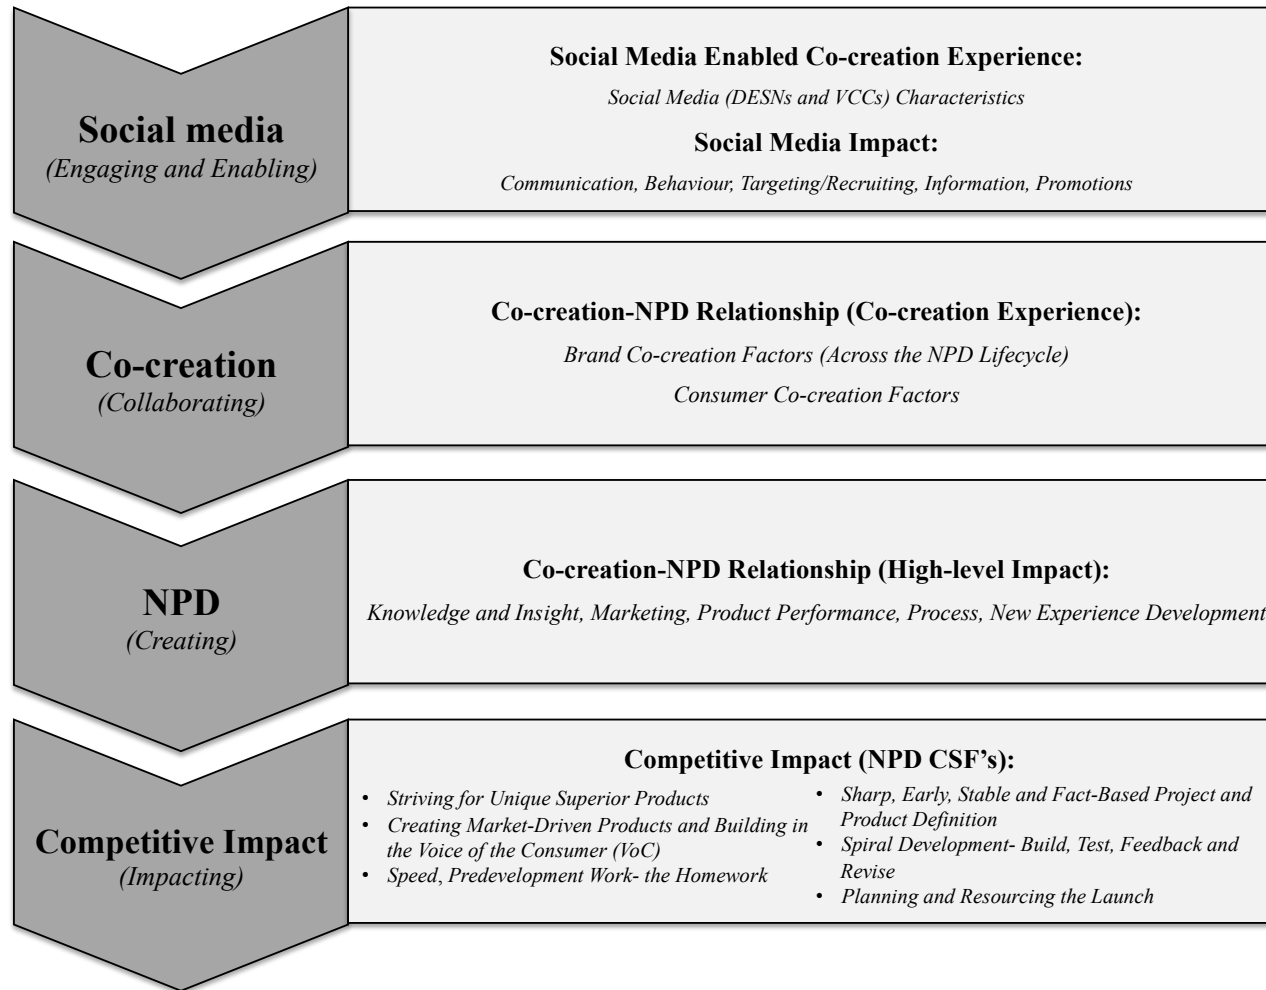 Social media
(Engaging and Enabling)
Social Media Enabled Co-creation Experience:
Social Media (DESNs and VCCs) Characteristics
Social Media Impact:
Communication, Behaviour, Targeting/Recruiting, Information, Promotions
Co-creation
(Collaborating)
Co-creation-NPD Relationship (Co-creation Experience):
Brand Co-creation Factors (Across the NPD Lifecycle)
Consumer Co-creation Factors
NPD
(Creating)
Co-creation-NPD Relationship (High-level Impact):
Knowledge and Insight, Marketing, Product Performance, Process, New Experience Development
Competitive Impact
(Impacting)
Competitive Impact (NPD CSF's):
• Striving for Unique Superior Products
• Creating Market-Driven Products and Building in
the Voice of the Consumer (VoC)
• Speed, Predevelopment Work- the Homework
• Sharp, Early, Stable and Fact-Based Project and
Product Definition
• Spiral Development- Build, Test, Feedback and
Revise
• Planning and Resourcing the Launch